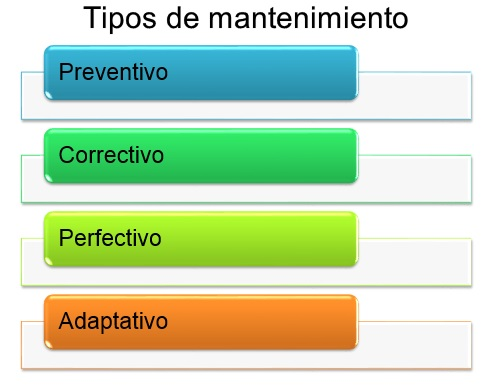 Tipos de mantenimiento
Preventivo
Correctivo
Perfectivo
Adaptativo